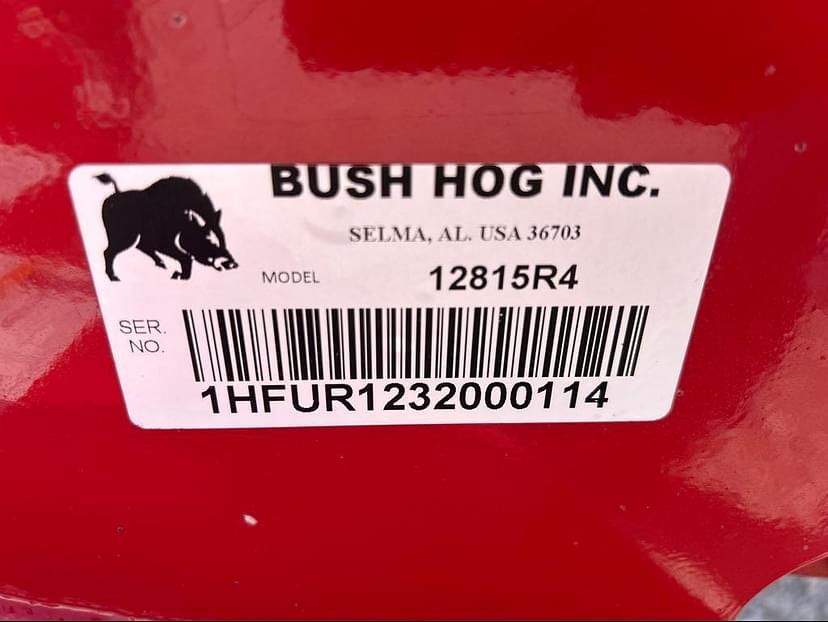 BUSH HOG INC.
SELMA, AL. USA 36703
MODEL 12815R4
SER.
NO.
1HFUR1232000114